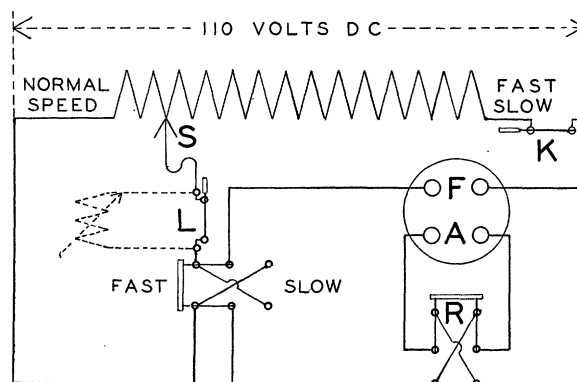 110 VOLTS DC
NORMAL SPEED
FAST SLOW
S
K
F
L
A
FAST
SLOW
R